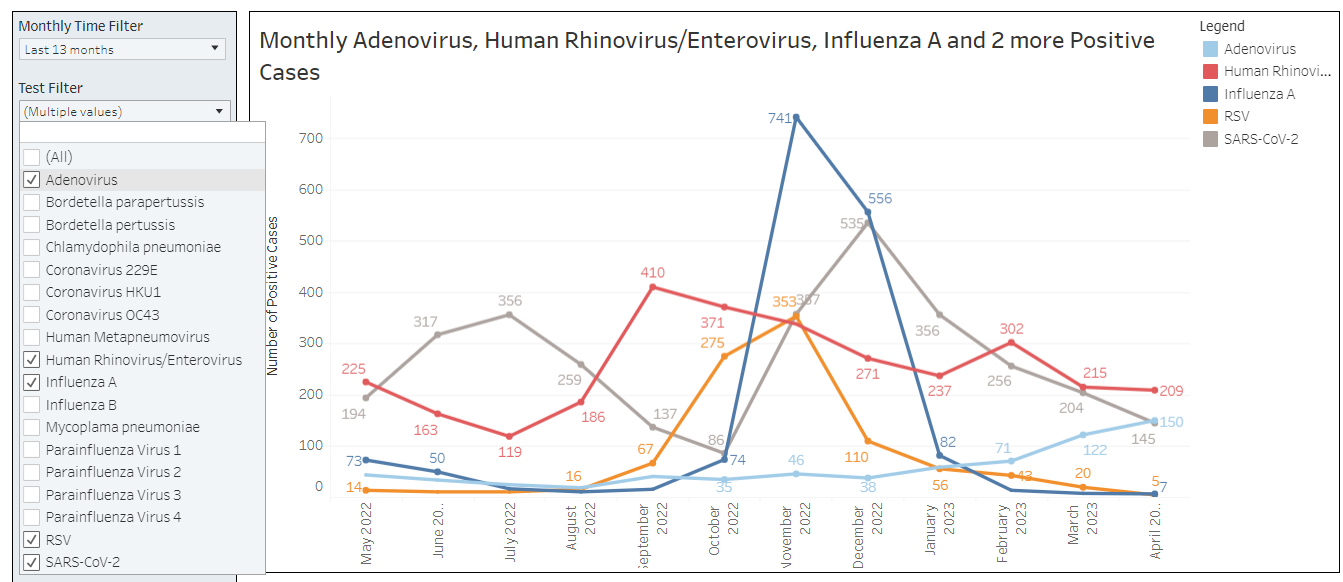 Monthly Time Filter
Last 13 months
Test Filter
(Multiple values)
(All)
Adenovirus
Bordetella parapertussis
Bordetella pertussis
Chlamydophila pneumoniae
Coronavirus 229E
Coronavirus HKU1
Coronavirus OC43
Human Metapneumovirus
Human Rhinovirus/Enterovirus
Influenza A
Influenza B
Mycoplama pneumoniae
Parainfluenza Virus 1
Parainfluenza Virus 2
Parainfluenza Virus 3
Parainfluenza Virus 4
RSV
SARS-CoV-2
Monthly Adenovirus, Human Rhinovirus/Enterovirus, Influenza A and 2 more Positive
Cases
Number of Positive Cases
700
600
500
400
300
200
100
0
741
556
535
410
353
356
317
371
275
356
302
225
259
271
256
194
163
119
186
137
237
215
204
209
86
67
74
110
82
71
122
150
145
73
50
14
16
35
46
38
56
43
20
5
7
May 2022
June 20..
July 2022
August
2022
September
2022
October
2022
November
2022
December
2022
January
2023
February
2023
March
2023
April 20..
Legend
Adenovirus
Human Rhinovi...
Influenza A
RSV
SARS-CoV-2